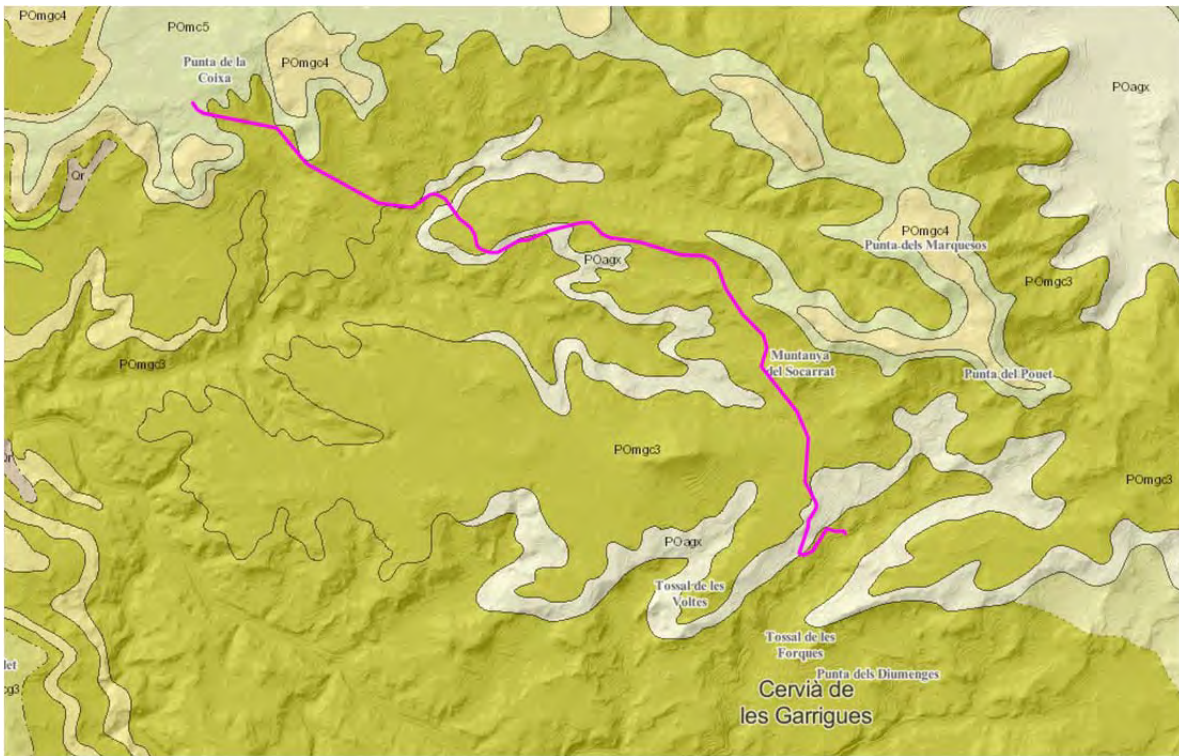 POmgc4
POmc5
Punta de la
Coixa
POmgc4
POagx
Qr
POmgc4
Punta dels Marquesos
POagx
POmgc3
POmgc3
Muntanya
del Socarrat
Punta del Pouet
POmgc3
POmgc3
POagx
Tossal de les
Voltes
Tossal de les
Forques
Punta dels Diumenges
Cervià de
les Garrigues
let
cg3